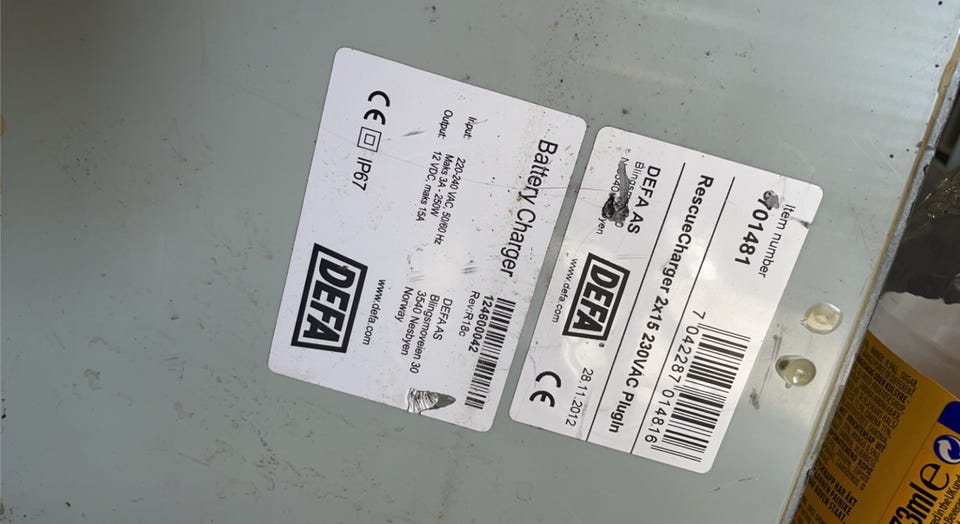 Item number
701481
7 042287 014816
RescueCharger 2x15 230VAC PlugIn
DEFA AS
DEFA
www.defa.com
28.11.2012
CE
Battery Charger
124600042
Rev:R18c
Input: 220-240 VAC, 50/60 Hz
Maks 3A - 250W
Output: 12 VDC, maks 15A
DEFA AS
Blingsmoveien 30
3540 Nesbyen
Norway
www.defa.com
CE IP67
DEFA